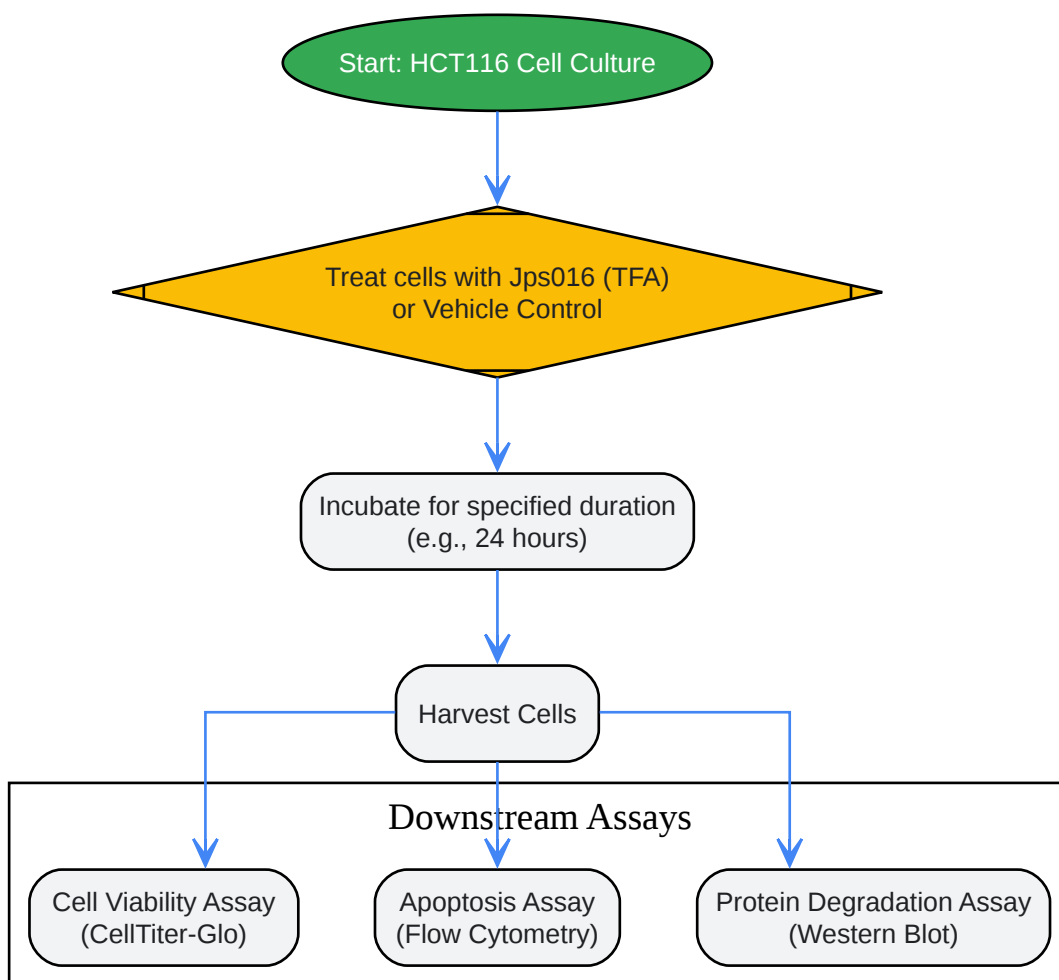 Start: HCT116 Cell Culture
Treat cells with Jps016 (TFA)
or Vehicle Control
Incubate for specified duration
(e.g., 24 hours)
Harvest Cells
Downstream Assays
Cell Viability Assay
(CellTiter-Glo)
Apoptosis Assay
(Flow Cytometry)
Protein Degradation Assay
(Western Blot)